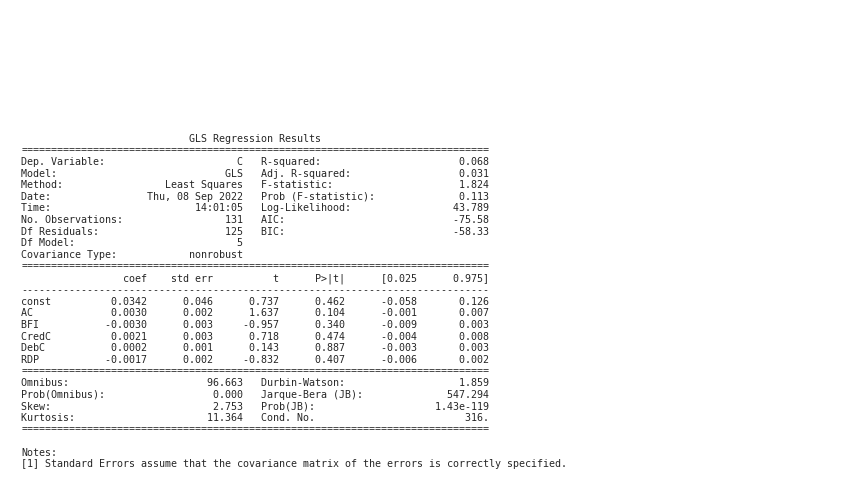 GLS Regression Results
==============================================================================
Dep. Variable:                      C   R-squared:                       0.068
Model:                            GLS   Adj. R-squared:                  0.031
Method:                 Least Squares   F-statistic:                     1.824
Date:                Thu, 08 Sep 2022   Prob (F-statistic):              0.113
Time:                        14:01:05   Log-Likelihood:                 43.789
No. Observations:                 131   AIC:                            -75.58
Df Residuals:                     125   BIC:                            -58.33
Df Model:                           5
Covariance Type:            nonrobust
==============================================================================
                 coef    std err          t      P>|t|      [0.025      0.975]
------------------------------------------------------------------------------
const          0.0342      0.046      0.737      0.462      -0.058       0.126
AC             0.0030      0.002      1.637      0.104      -0.001       0.007
BFI           -0.0030      0.003     -0.957      0.340      -0.009       0.003
CredC          0.0021      0.003      0.718      0.474      -0.004       0.008
DebC           0.0002      0.001      0.143      0.887      -0.003       0.003
RDP           -0.0017      0.002     -0.832      0.407      -0.006       0.002
==============================================================================
Omnibus:                       96.663   Durbin-Watson:                   1.859
Prob(Omnibus):                  0.000   Jarque-Bera (JB):              547.294
Skew:                           2.753   Prob(JB):                    1.43e-119
Kurtosis:                      11.364   Cond. No.                         316.
==============================================================================
Notes:
[1] Standard Errors assume that the covariance matrix of the errors is correctly specified.